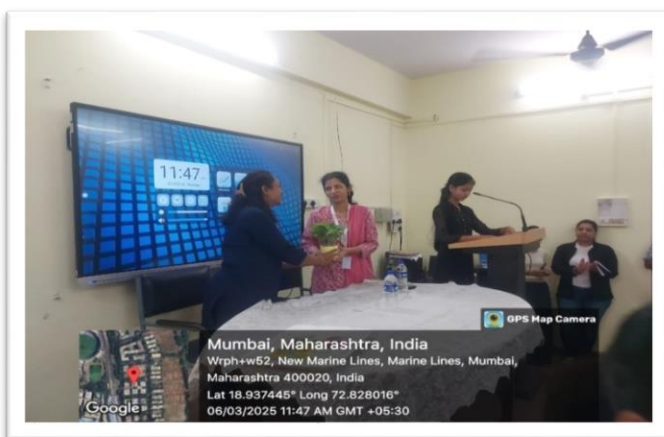 11:47
GPS Map Camera
Mumbai, Maharashtra, India
Wrph+w52, New Marine Lines, Marine Lines, Mumbai,
Maharashtra 400020, India
Lat 18.937445° Long 72.828016°
06/03/2025 11:47 AM GMT +05:30
Google